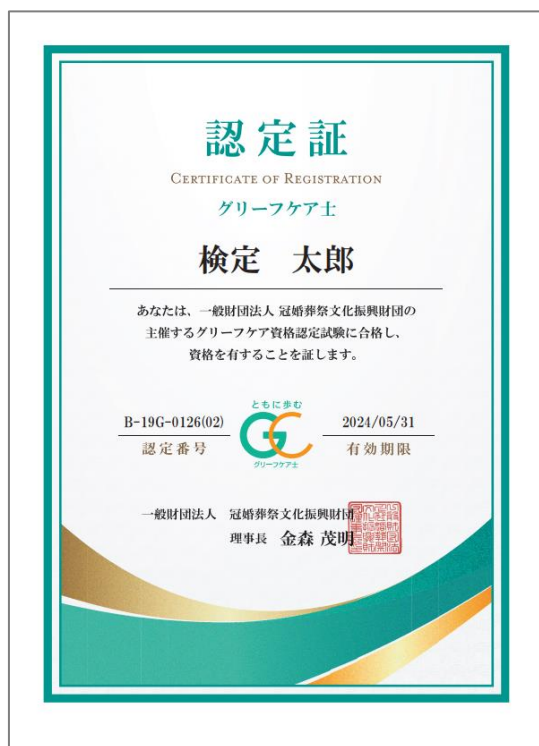 認定証
CERTIFICATE OF REGISTRATION
グリーフケア士
検定 太郎
あなたは、一般財団法人 冠婚葬祭文化振興財団の
主催するグリーフケア資格認定試験に合格し、
資格を有することを証します。
ともに歩む
GC
グリーフケア士
B-19G-0126(02)
認定番号
2024/05/31
有効期限
一般財団法人 冠婚葬祭文化振興財団
理事長 金森 茂明